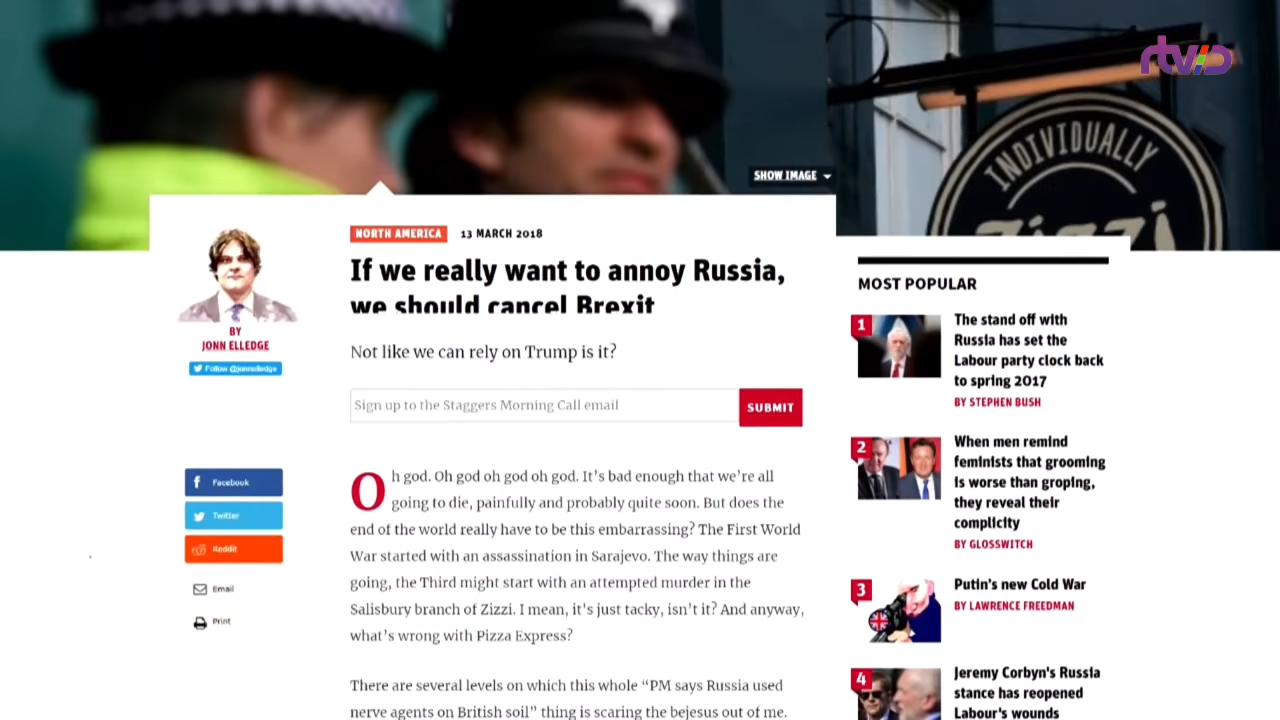 rtvi
INDIVIDUALLY
Zizzi
SHOW IMAGE
NORTH AMERICA 13 MARCH 2018
If we really want to annoy Russia,
we should cancel Brexit
BY
JONN ELLEDGE
Follow @jonnelledge
Not like we can rely on Trump is it?
Sign up to the Staggers Morning Call email
SUBMIT
Facebook
Twitter
Reddit
Email
Print
Oh god. Oh god oh god oh god. It's bad enough that we're all
going to die, painfully and probably quite soon. But does the
end of the world really have to be this embarrassing? The First World
War started with an assassination in Sarajevo. The way things are
going, the Third might start with an attempted murder in the
Salisbury branch of Zizzi. I mean, it's just tacky, isn't it? And anyway,
what's wrong with Pizza Express?
There are several levels on which this whole “PM says Russia used
nerve agents on British soil” thing is scaring the bejesus out of me.
MOST POPULAR
1
The stand off with
Russia has set the
Labour party clock back
to spring 2017
BY STEPHEN BUSH
2
When men remind
feminists that grooming
is worse than groping,
they reveal their
complicity
BY GLOSSWITCH
3
Putin's new Cold War
BY LAWRENCE FREEDMAN
4
Jeremy Corbyn's Russia
stance has reopened
Labour's wounds